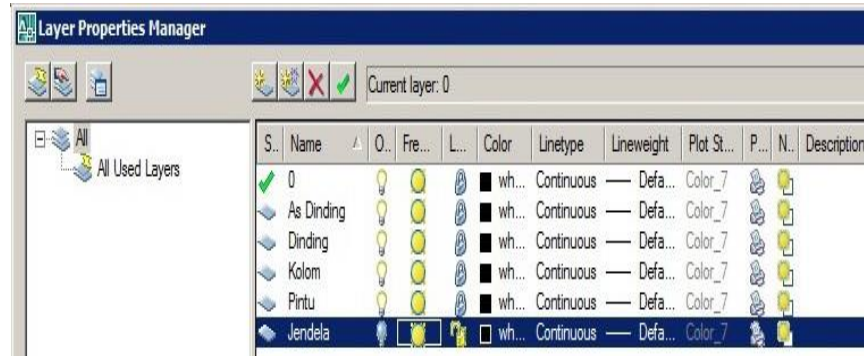 Layer Properties Manager
Current layer: 0
All
All Used Layers
S.. Name O.. Fre... L... Color Linetype Lineweight Plot St... P... N.. Description
0 wh... Continuous Defa... Color_7
As Dinding wh... Continuous Defa... Color_7
Dinding wh... Continuous Defa... Color_7
Kolom wh... Continuous Defa... Color_7
Pintu wh... Continuous Defa... Color_7
Jendela wh... Continuous Defa... Color_7